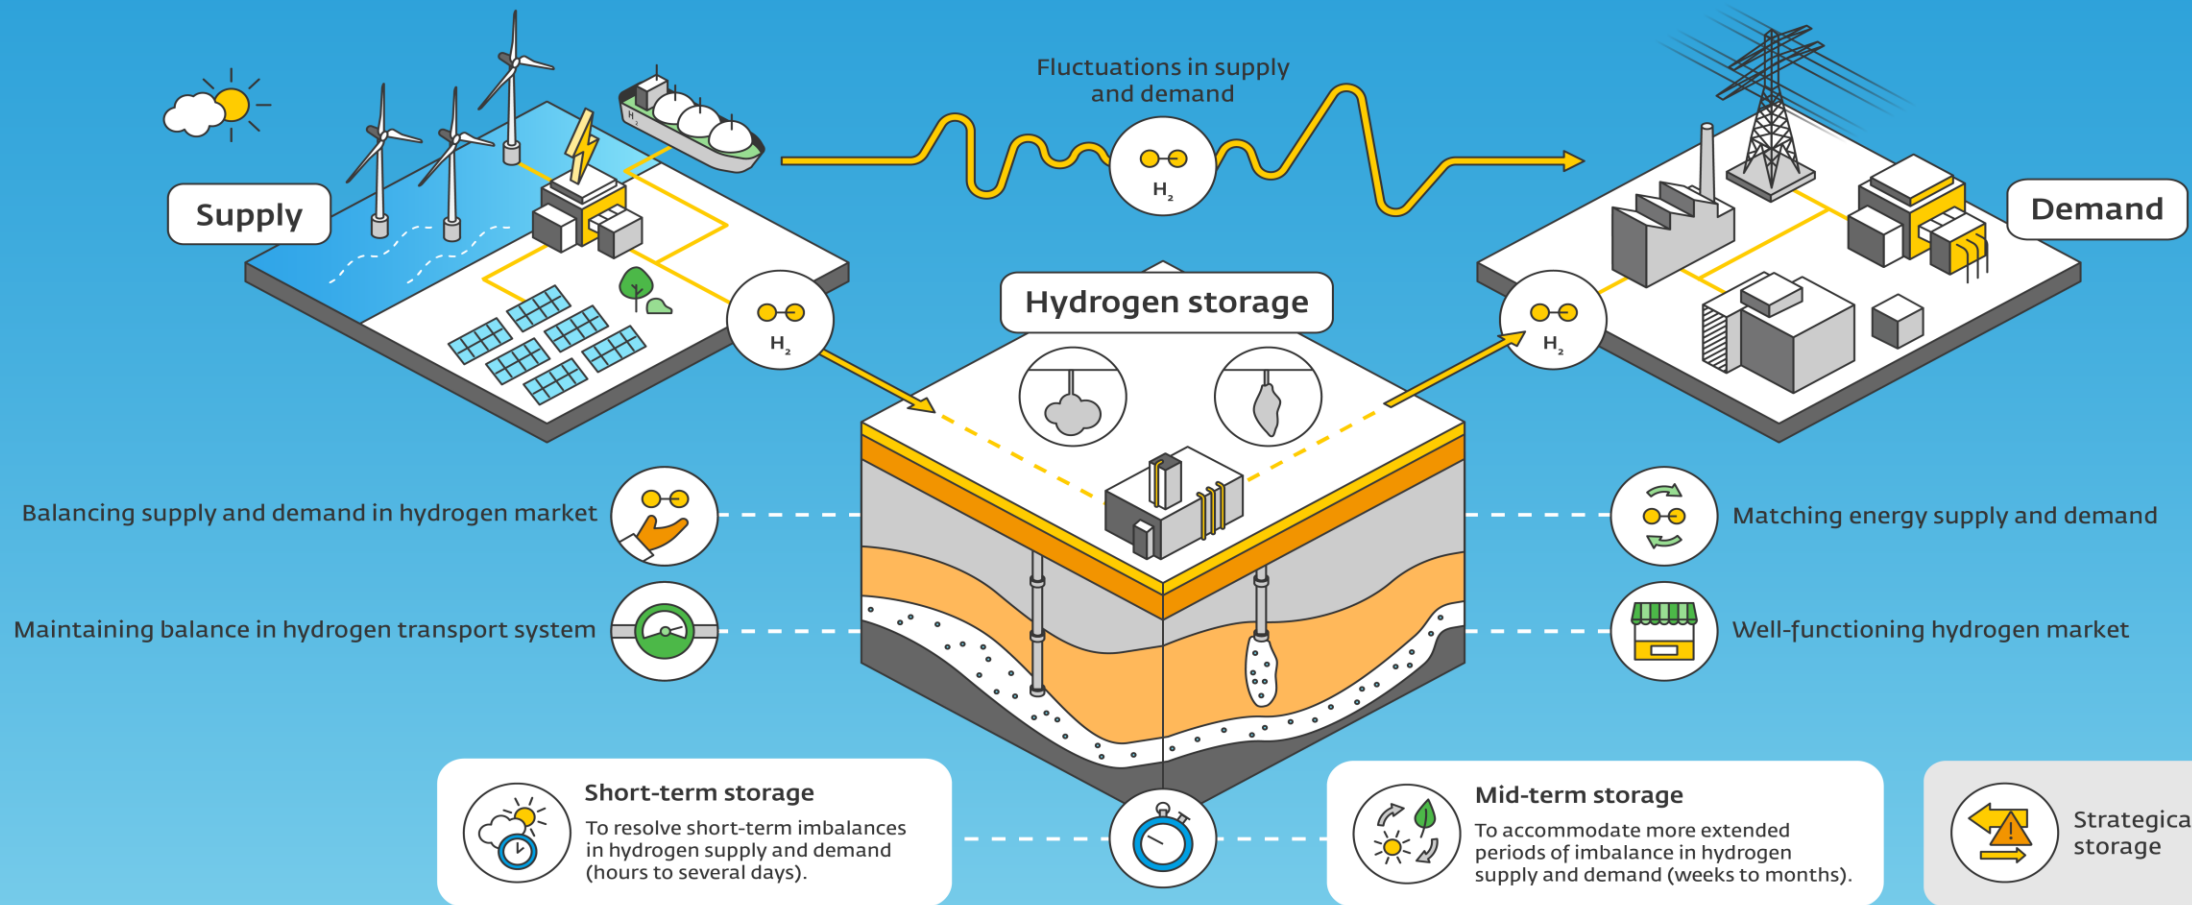 Fluctuations in supply
and demand
H₂
H₂
Supply
Demand
Hydrogen storage
H₂
H₂
Balancing supply and demand in hydrogen market
Matching energy supply and demand
Maintaining balance in hydrogen transport system
Well-functioning hydrogen market
Short-term storage
To resolve short-term imbalances
in hydrogen supply and demand
(hours to several days).
Mid-term storage
To accommodate more extended
periods of imbalance in hydrogen
supply and demand (weeks to months).
Strategica
storage